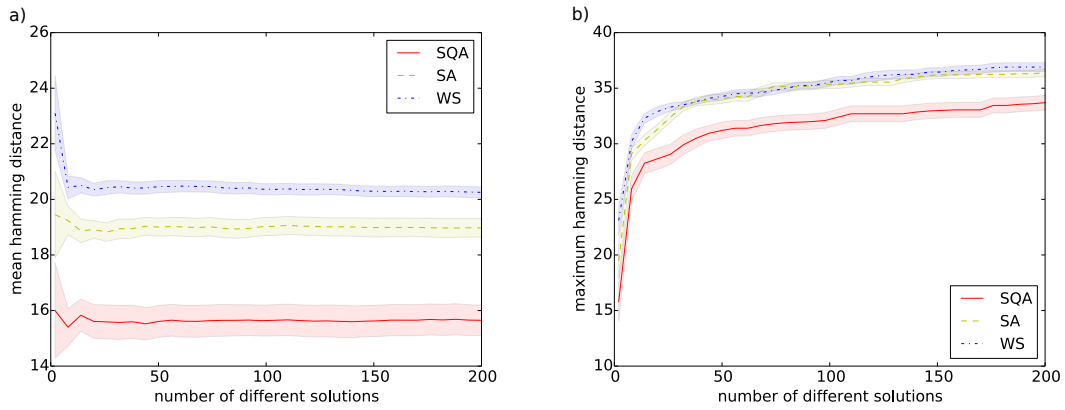 a)
26
24
22
20
18
16
14
mean hamming distance
0
50
100
150
200
number of different solutions
SQA
SA
WS
b)
40
35
30
25
20
15
10
maximum hamming distance
0
50
100
150
200
number of different solutions
SQA
SA
WS